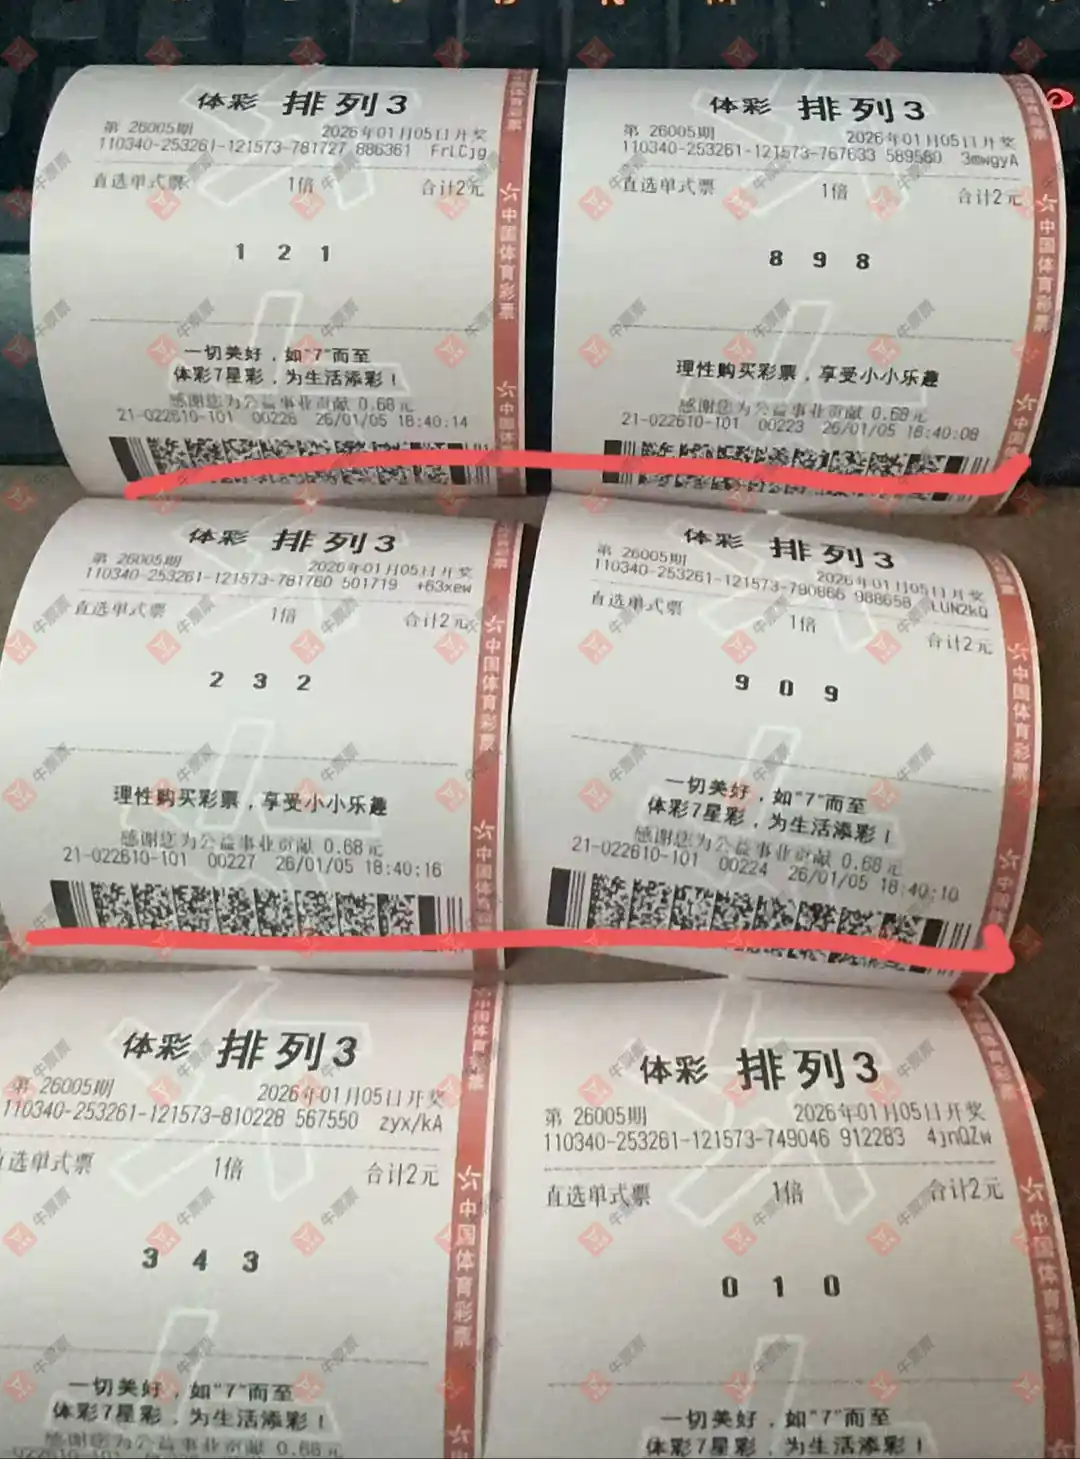 体彩 排列3
第 26005期 2026年01月05日开奖
110340-253261-121573-781727 886361 FrLCjg
直选单式票 1倍 合计2元
1 2 1
一切美好，如“7”而至
体彩7星彩，为生活添彩！
感谢您为公益事业贡献 0.68元
21-022610-101 00226 26/01/05 18:40:14
中国体育彩票
体彩 排列3
第 26005期 2026年01月05日开奖
110340-253261-121573-767633 589580 3mwgyA
直选单式票 1倍 合计2元
8 9 8
理性购买彩票，享受小小乐趣
感谢您为公益事业贡献 0.68元
21-022610-101 00223 26/01/05 18:40:08
中国体育彩票
体彩 排列3
第 26005期 2026年01月05日开奖
110340-253261-121573-781780 501719 +63xew
直选单式票 1倍 合计2元
2 3 2
理性购买彩票，享受小小乐趣
感谢您为公益事业贡献 0.68元
21-022610-101 00227 26/01/05 18:40:16
中国体育彩票
体彩 排列3
第 26005期 2026年01月05日开奖
110340-253261-121573-790866 988658 LUN2kQ
直选单式票 1倍 合计2元
9 0 9
一切美好，如“7”而至
体彩7星彩，为生活添彩！
感谢您为公益事业贡献 0.68元
21-022610-101 00224 26/01/05 18:40:10
中国体育彩票
体彩 排列3
第 26005期 2026年01月05日开奖
110340-253261-121573-810228 567550 zyx/kA
直选单式票 1倍 合计2元
3 4 3
一切美好，如“7”而至
体彩7星彩，为生活添彩！
感谢您为公益事业贡献 0.68元
中国体育彩票
体彩 排列3
第 26005期 2026年01月05日开奖
110340-253261-121573-749046 912283 4jnQZw
直选单式票 1倍 合计2元
0 1 0
一切美好，如“7”而至
体彩7星彩，为生活添彩！
中国体育彩票
牛票票